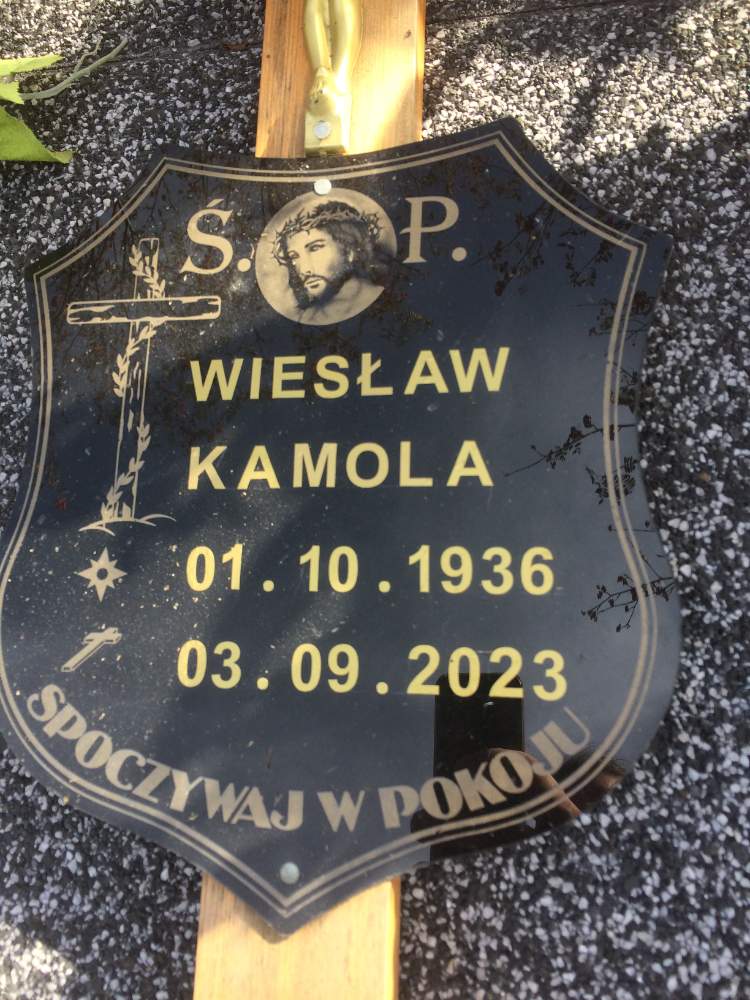 Ś. P.
WIESŁAW
KAMOLA
01.10.1936
03.09.2023
SPOCZYWAJ W POKOJU